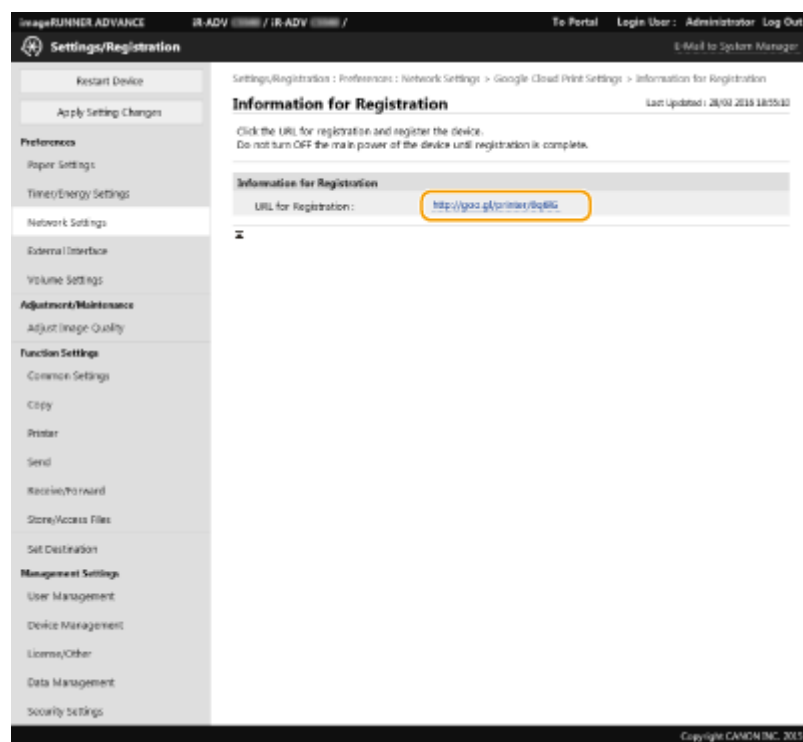 imageRUNNER ADVANCE iR-ADV / iR-ADV / To Portal Login User : Administrator Log Out
Settings/Registration E-Mail to System Manager
Restart Device
Apply Setting Changes
Preferences
Paper Settings
Timer/Energy Settings
Network Settings
External Interface
Volume Settings
Adjustment/Maintenance
Adjust Image Quality
Function Settings
Common Settings
Copy
Printer
Send
Receive/Forward
Store/Access Files
Set Destination
Management Settings
User Management
Device Management
License/Other
Data Management
Security Settings
Settings/Registration : Preferences : Network Settings > Google Cloud Print Settings > Information for Registration
Information for Registration Last Updated : 28/03 2016 18:55:10
Click the URL for registration and register the device.
Do not turn OFF the main power of the device until registration is complete.
Information for Registration
URL for Registration :
Copyright CANON INC. 2015